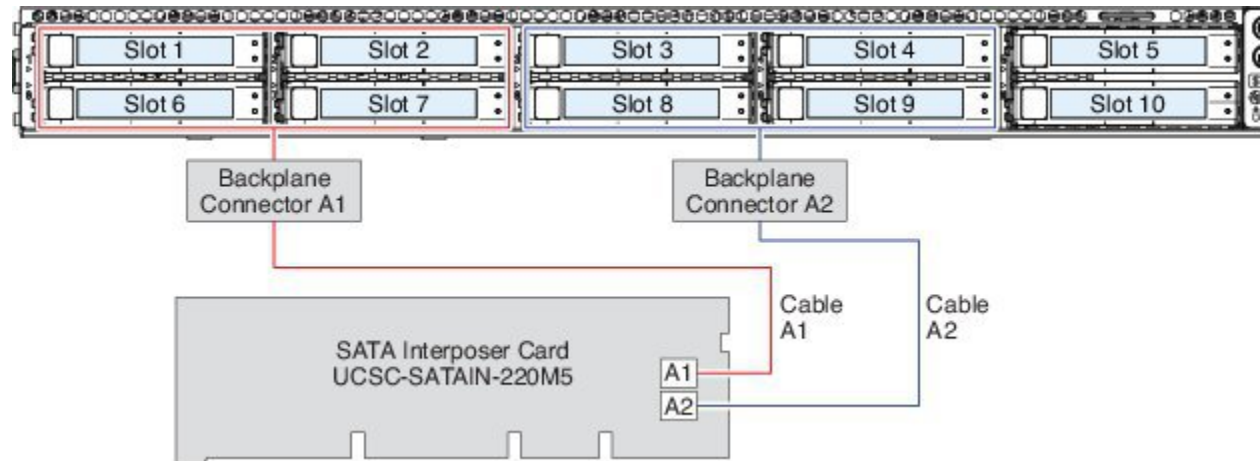 Slot 1
Slot 2
Slot 3
Slot 4
Slot 5
Slot 6
Slot 7
Slot 8
Slot 9
Slot 10
Backplane
Connector A1
Backplane
Connector A2
Cable
A1
Cable
A2
SATA Interposer Card
UCSC-SATAIN-220M5
A1
A2